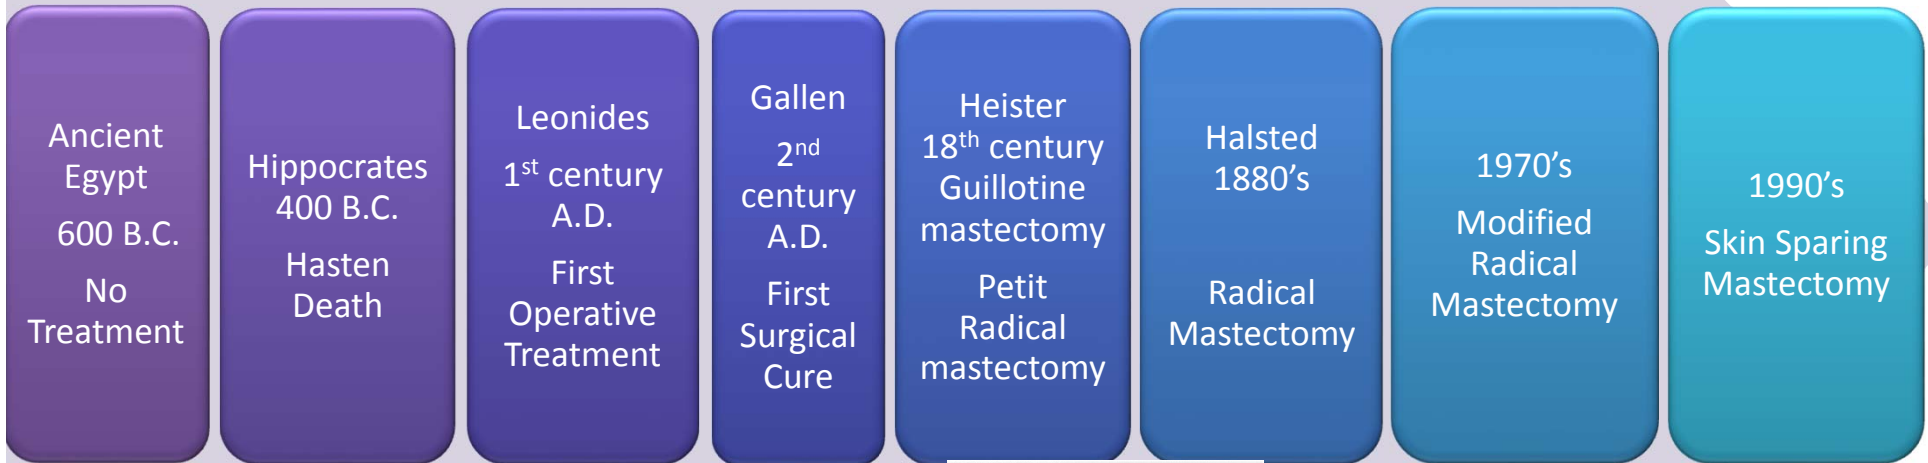 Ancient
Egypt
600 B.C.
No
Treatment
Hippocrates
400 B.C.
Hasten
Death
Leonides
1st century
A.D.
First
Operative
Treatment
Gallen
2nd
century
A.D.
First
Surgical
Cure
Heister
18th century
Guillotine
mastectomy
Petit
Radical
mastectomy
Halsted
1880’s
Radical
Mastectomy
1970’s
Modified
Radical
Mastectomy
1990’s
Skin Sparing
Mastectomy